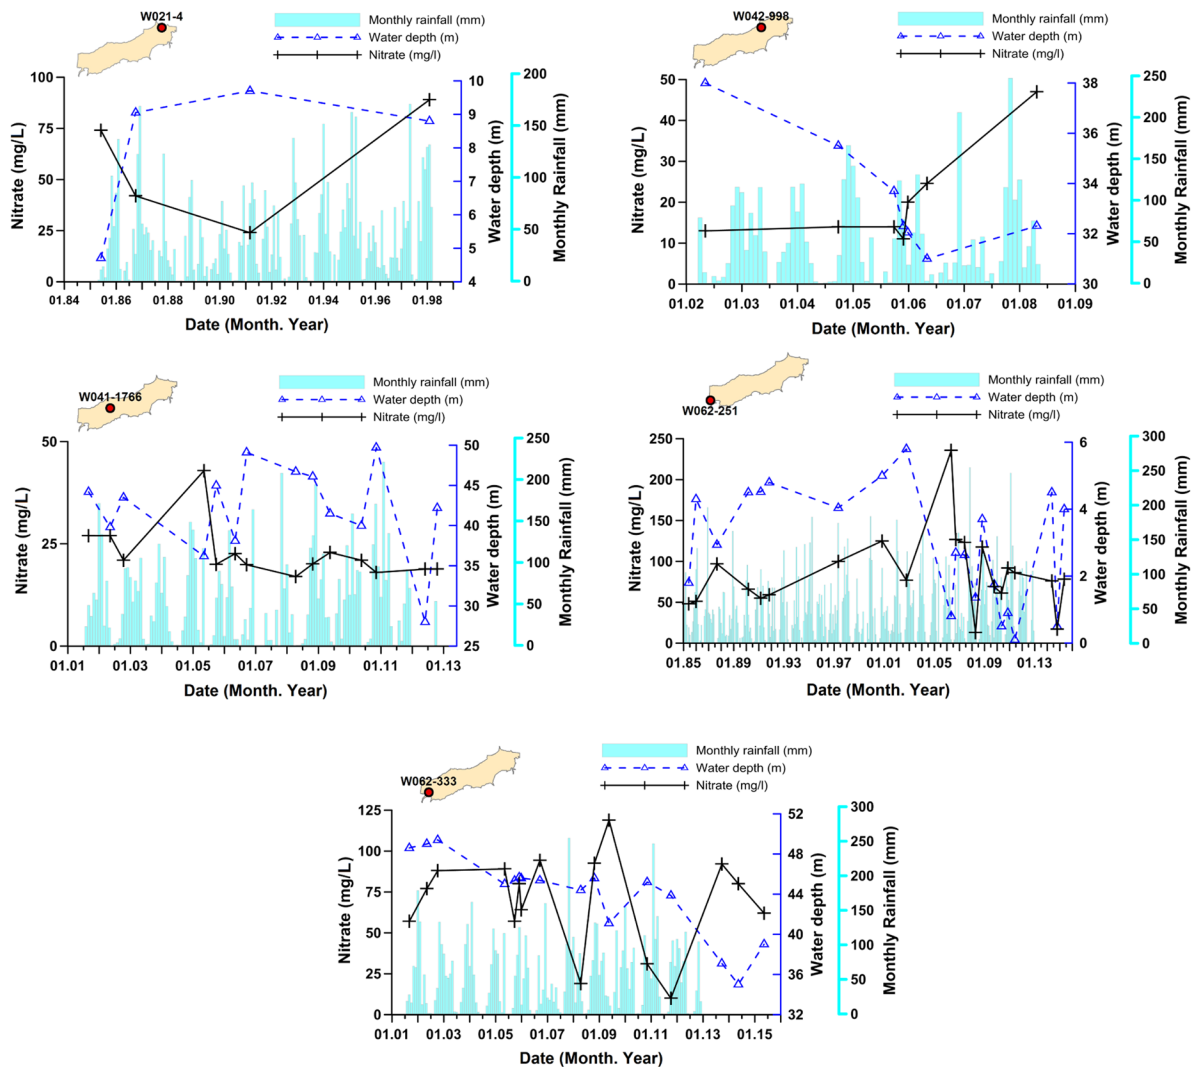 W021-4
Monthly rainfall (mm)
Water depth (m)
Nitrate (mg/l)
100
75
50
25
0
Nitrate (mg/L)
10
9
8
7
6
5
4
Water depth (m)
200
150
100
50
0
Monthly Rainfall (mm)
01.84 01.86 01.88 01.90 01.92 01.94 01.96 01.98
Date (Month. Year)
W042-998
Monthly rainfall (mm)
Water depth (m)
Nitrate (mg/l)
50
40
30
20
10
0
Nitrate (mg/L)
38
36
34
32
30
Water depth (m)
250
200
150
100
50
0
Monthly Rainfall (mm)
01.02 01.03 01.04 01.05 01.06 01.07 01.08 01.09
Date (Month. Year)
W041-1766
Monthly rainfall (mm)
Water depth (m)
Nitrate (mg/l)
50
25
0
Nitrate (mg/L)
50
45
40
35
30
25
Water depth (m)
250
200
150
100
50
0
Monthly Rainfall (mm)
01.01 01.03 01.05 01.07 01.09 01.11 01.13
Date (Month. Year)
W062-251
Monthly rainfall (mm)
Water depth (m)
Nitrate (mg/l)
250
200
150
100
50
0
Nitrate (mg/L)
6
4
2
0
Water depth (m)
300
250
200
150
100
50
0
Monthly Rainfall (mm)
01.85 01.89 01.93 01.97 01.01 01.05 01.09 01.13
Date (Month. Year)
W062-333
Monthly rainfall (mm)
Water depth (m)
Nitrate (mg/l)
125
100
75
50
25
0
Nitrate (mg/L)
52
48
44
40
36
32
Water depth (m)
300
250
200
150
100
50
0
Monthly Rainfall (mm)
01.01 01.03 01.05 01.07 01.09 01.11 01.13 01.15
Date (Month. Year)